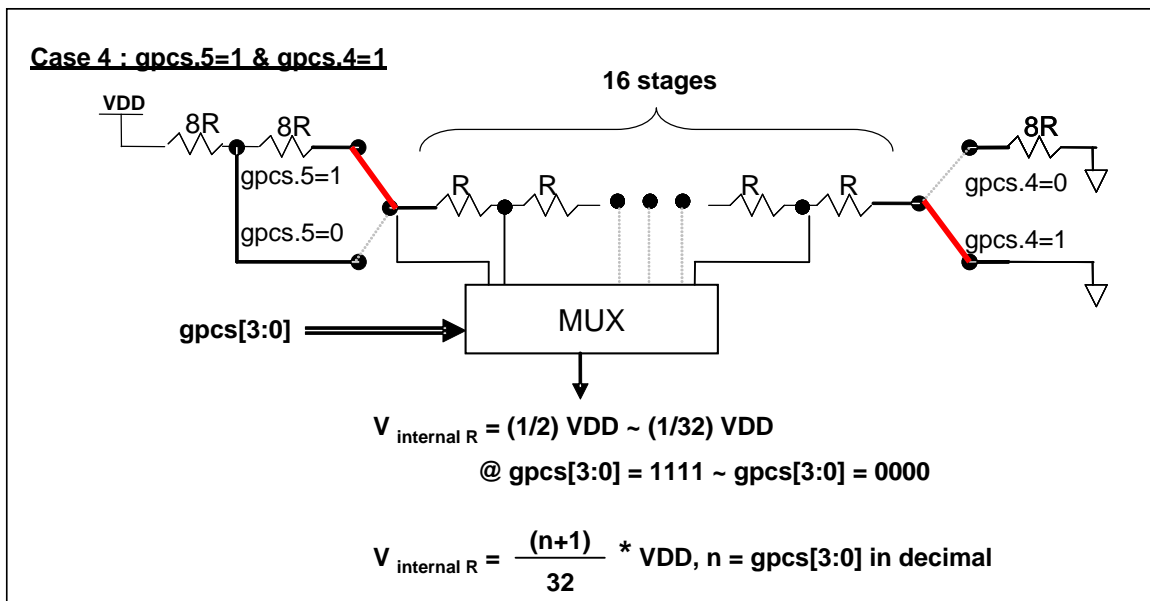 Case 4 : gpcs.5=1 & gpcs.4=1
16 stages
VDD
8R
8R
8R
gpcs.5=1
gpcs.4=0
R
R
R
R
gpcs.5=0
gpcs.4=1
MUX
gpcs[3:0]
V internal R = (1/2) VDD ~ (1/32) VDD
@ gpcs[3:0] = 1111 ~ gpcs[3:0] = 0000
V internal R = (n+1) / 32 * VDD, n = gpcs[3:0] in decimal